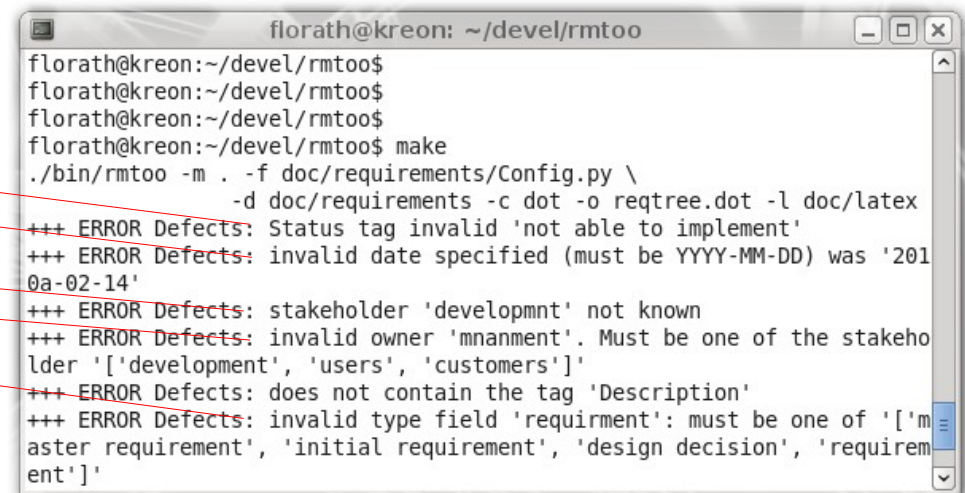 florath@kreon: ~/devel/rmtoo
florath@kreon:~/devel/rmtoo$
florath@kreon:~/devel/rmtoo$
florath@kreon:~/devel/rmtoo$
florath@kreon:~/devel/rmtoo$ make
./bin/rmtoo -m . -f doc/requirements/Config.py \
-d doc/requirements -c dot -o reqtree.dot -l doc/latex
+++ ERROR Defects: Status tag invalid 'not able to implement'
+++ ERROR Defects: invalid date specified (must be YYYY-MM-DD) was '201
0a-02-14'
+++ ERROR Defects: stakeholder 'developmnt' not known
+++ ERROR Defects: invalid owner 'mnanment'. Must be one of the stakeho
lder '['development', 'users', 'customers']'
+++ ERROR Defects: does not contain the tag 'Description'
+++ ERROR Defects: invalid type field 'requirment': must be one of '['m
aster requirement', 'initial requirement', 'design decision', 'requirem
ent']'